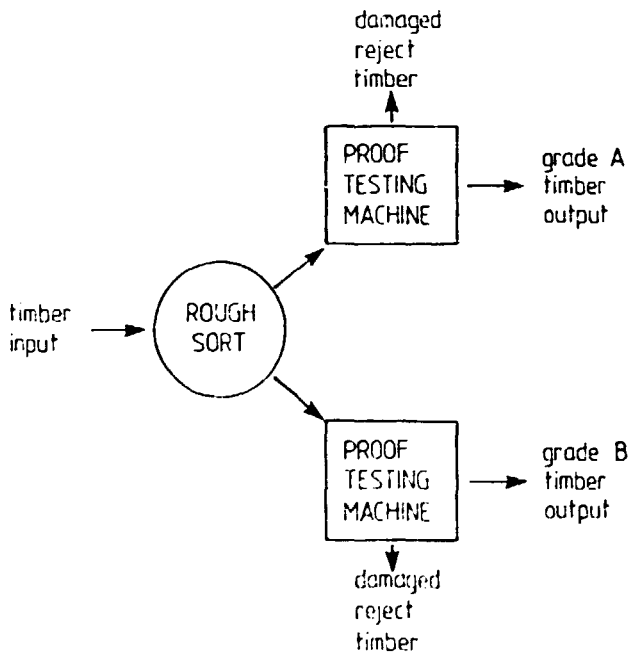 damaged
reject
timber
PROOF
TESTING
MACHINE
grade A
timber
output
timber
input
ROUGH
SORT
PROOF
TESTING
MACHINE
grade B
timber
output
damaged
reject
timber